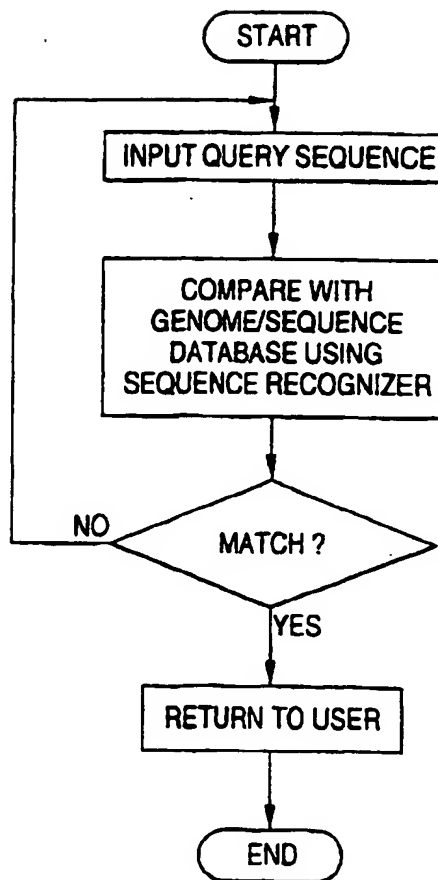 START
INPUT QUERY SEQUENCE
COMPARE WITH
GENOME/SEQUENCE
DATABASE USING
SEQUENCE RECOGNIZER
NO
MATCH ?
YES
RETURN TO USER
END